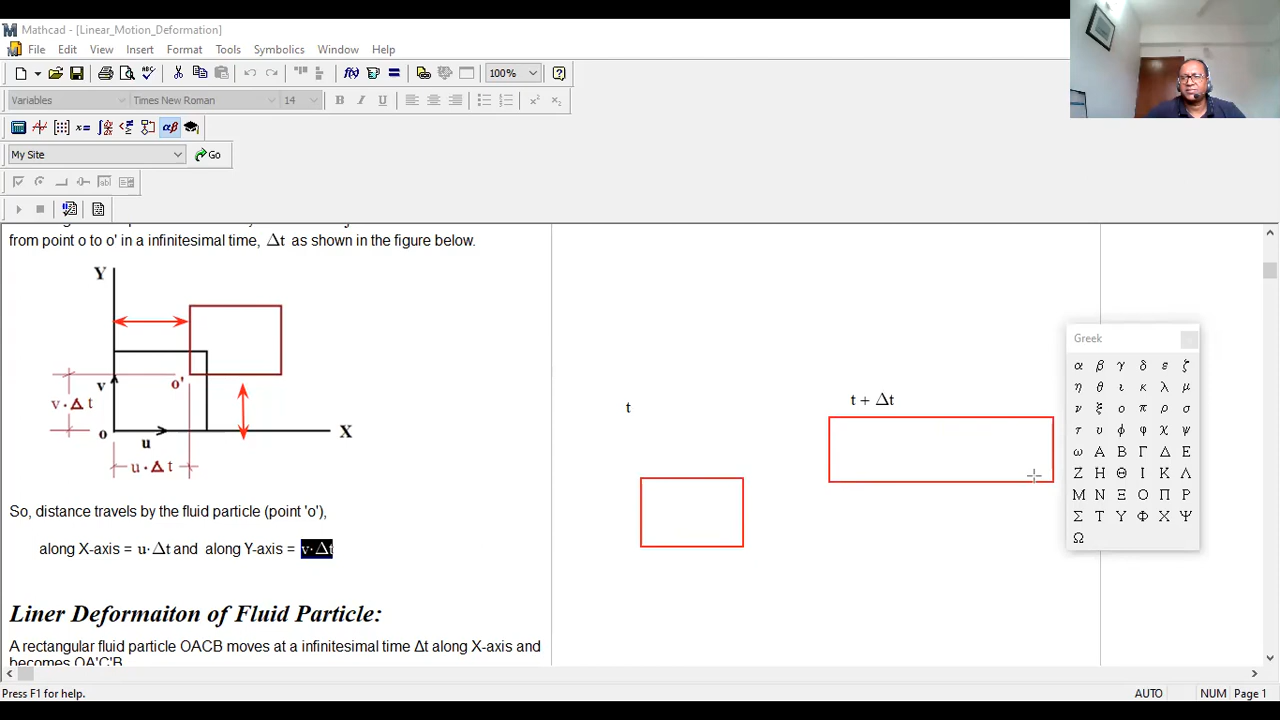 Mathcad - [Linear_Motion_Deformation]
File Edit View Insert Format Tools Symbolics Window Help
100%
Variables Times New Roman 14 B I U
αβ
My Site Go
from point o to o' in a infinitesimal time, Δt as shown in the figure below.
Y
v
o'
v·Δt
o
u
X
u·Δt
So, distance travels by the fluid particle (point 'o'),
along X-axis = u·Δt and along Y-axis = v·Δt
Liner Deformaiton of Fluid Particle:
A rectangular fluid particle OACB moves at a infinitesimal time Δt along X-axis and
becomes OA'C'B
t
t + Δt
Greek
α β γ δ ε ζ
η θ ι κ λ μ
ν ξ ο π ρ σ
τ υ ϕ φ χ ψ
ω Α Β Γ Δ Ε
Ζ Η Θ Ι Κ Λ
Μ Ν Ξ Ο Π Ρ
Σ Τ Υ Φ Χ Ψ
Ω
Press F1 for help. AUTO NUM Page 1